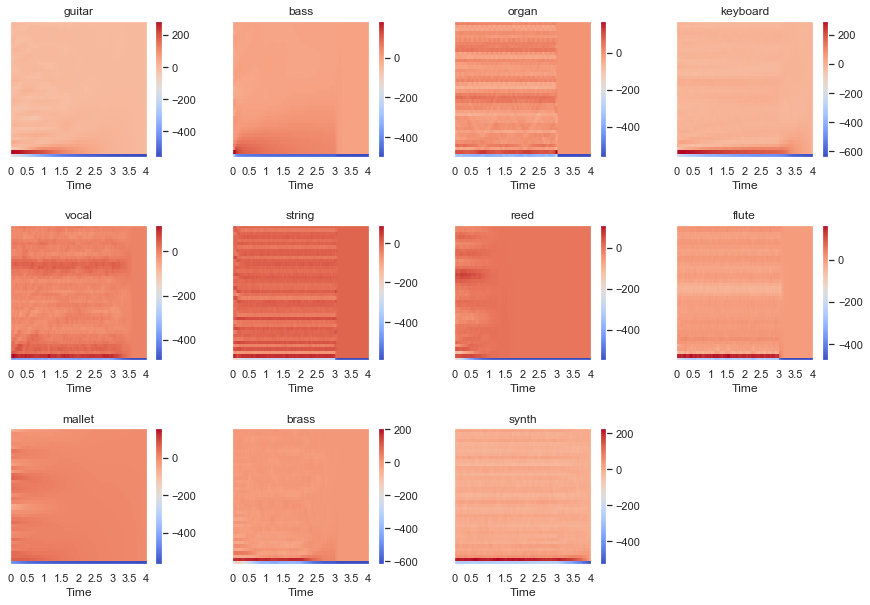 guitar bass organ keyboard
200 0 −200 −400
0 −200 −400
0 −200 −400
200 0 −200 −400 −600
0 0.5 1 1.5 2 2.5 3 3.5 4
0 0.5 1 1.5 2 2.5 3 3.5 4
0 0.5 1 1.5 2 2.5 3 3.5 4
0 0.5 1 1.5 2 2.5 3 3.5 4
Time Time Time Time
vocal string reed flute
0 −200 −400
0 −200 −400
0 −200 −400
0 −200 −400
0 0.5 1 1.5 2 2.5 3 3.5 4
0 0.5 1 1.5 2 2.5 3 3.5 4
0 0.5 1 1.5 2 2.5 3 3.5 4
0 0.5 1 1.5 2 2.5 3 3.5 4
Time Time Time Time
mallet brass synth
0 −200 −400
200 0 −200 −400 −600
200 0 −200 −400
0 0.5 1 1.5 2 2.5 3 3.5 4
0 0.5 1 1.5 2 2.5 3 3.5 4
0 0.5 1 1.5 2 2.5 3 3.5 4
Time Time Time